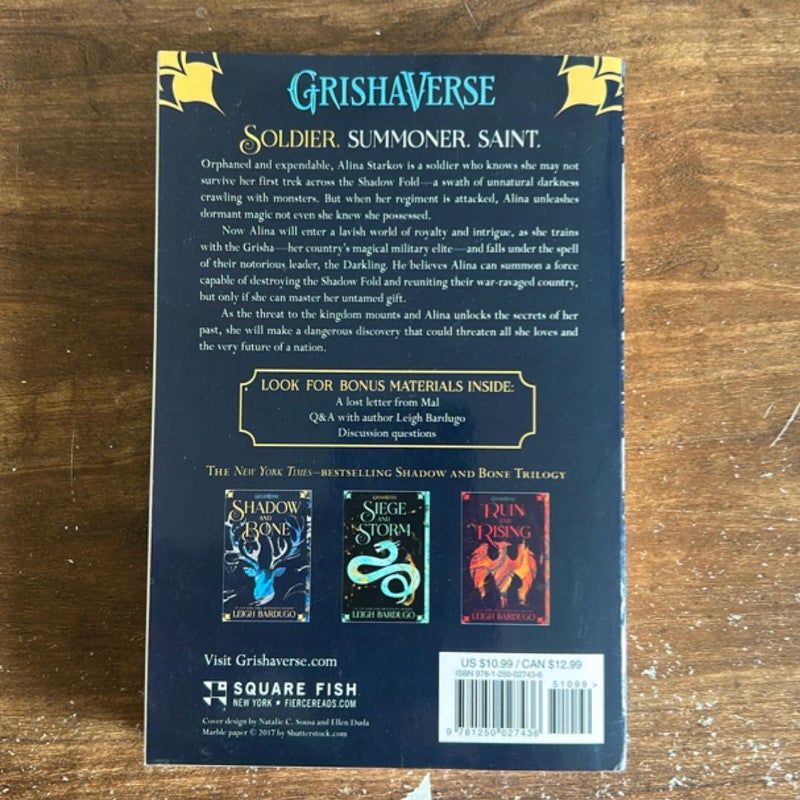 GRISHAVERSE
SOLDIER. SUMMONER. SAINT.
Orphaned and expendable, Alina Starkov is a soldier who knows she may not
survive her first trek across the Shadow Fold—a swath of unnatural darkness
crawling with monsters. But when her regiment is attacked, Alina unleashes
dormant magic not even she knew she possessed.
Now Alina will enter a lavish world of royalty and intrigue, as she trains
with the Grisha—her country's magical military elite—and falls under the spell
of their notorious leader, the Darkling. He believes Alina can summon a force
capable of destroying the Shadow Fold and reuniting their war-ravaged country,
but only if she can master her untamed gift.
As the threat to the kingdom mounts and Alina unlocks the secrets of her
past, she will make a dangerous discovery that could threaten all she loves and
the very future of a nation.
LOOK FOR BONUS MATERIALS INSIDE:
A lost letter from Mal
Q&A with author Leigh Bardugo
Discussion questions
THE NEW YORK TIMES–BESTSELLING SHADOW AND BONE TRILOGY
GRISHAVERSE
SHADOW
AND
BONE
LEIGH BARDUGO
GRISHAVERSE
SIEGE
AND
STORM
LEIGH BARDUGO
GRISHAVERSE
RUIN
AND
RISING
LEIGH BARDUGO
Visit Grishaverse.com
SQUARE FISH
NEW YORK • FIERCEREADS.COM
Cover design by Natalie C. Sousa and Ellen Duda
Marble paper © 2017 by Shutterstock.com
US $10.99 / CAN $12.99
ISBN 978-1-250-02743-6
51099>
9 781250 027436